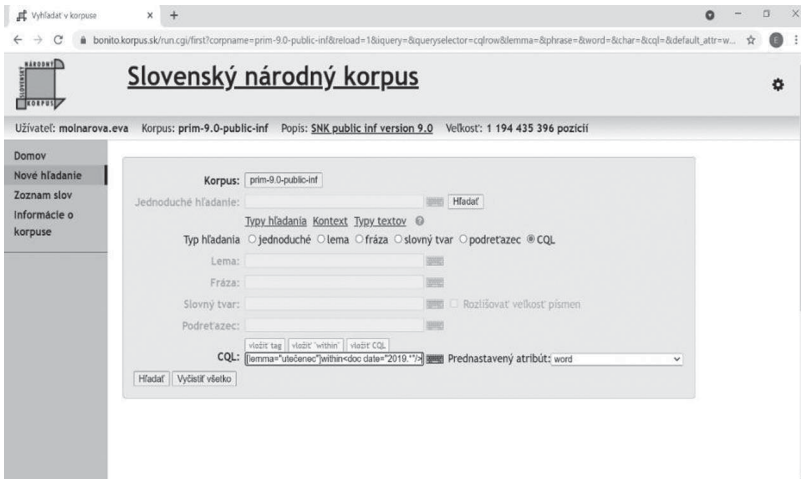 Vyhľadať v korpuse
bonito.korpus.sk/run.cgi/first?corpname=prim-9.0-public-inf&reload=1&iquery=&queryselector=cqlrow&lemma=&phrase=&word=&char=&cql=&default_attr=w...
E
SLOVENSKÝ NÁRODNÝ KORPUS
Slovenský národný korpus
Užívateľ: molnarova.eva Korpus: prim-9.0-public-inf Popis: SNK public inf version 9.0 Veľkosť: 1 194 435 396 pozícií
Domov
Nové hľadanie
Zoznam slov
Informácie o
korpuse
Korpus: prim-9.0-public-inf
Jednoduché hľadanie: Hľadať
Typy hľadania Kontext Typy textov
Typ hľadania jednoduché lema fráza slovný tvar podreťazec CQL
Lema:
Fráza:
Slovný tvar: Rozlišovať veľkosť písmen
Podreťazec:
vložiť tag vložiť 'within' vložiť CQL
CQL: [lemma="utečenec"]within<doc date="2019.*"/> Prednastavený atribút: word
Hľadať Vyčistiť všetko